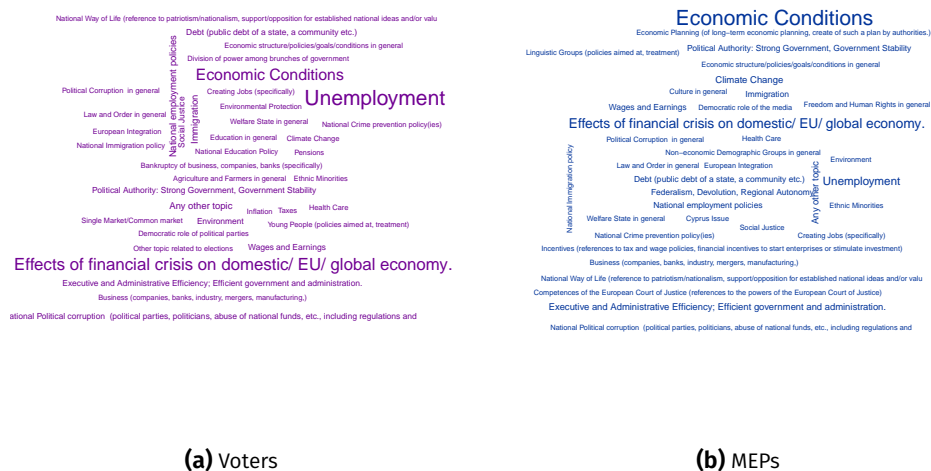 National Way of Life (reference to patriotism/nationalism, support/opposition for established national ideas and/or valu
Debt (public debt of a state, a community etc.)
Economic structure/policies/goals/conditions in general
Division of power among brunches of government
National employment policies
Social Justice
Immigration
Economic Conditions
Political Corruption in general
Creating Jobs (specifically)
Unemployment
Environmental Protection
Law and Order in general
Welfare State in general
National Crime prevention policy(ies)
European Integration
Education in general
Climate Change
National Immigration policy
National Education Policy
Pensions
Bankruptcy of business, companies, banks (specifically)
Agriculture and Farmers in general
Ethnic Minorities
Political Authority: Strong Government, Government Stability
Any other topic
Inflation
Taxes
Health Care
Single Market/Common market
Environment
Young People (policies aimed at, treatment)
Democratic role of political parties
Other topic related to elections
Wages and Earnings
Effects of financial crisis on domestic/ EU/ global economy.
Executive and Administrative Efficiency; Efficient government and administration.
Business (companies, banks, industry, mergers, manufacturing,)
ational Political corruption (political parties, politicians, abuse of national funds, etc., including regulations and
(a) Voters
Economic Conditions
Economic Planning (of long−term economic planning, create of such a plan by authorities.)
Linguistic Groups (policies aimed at, treatment)
Political Authority: Strong Government, Government Stability
Economic structure/policies/goals/conditions in general
Climate Change
Culture in general
Immigration
Wages and Earnings
Democratic role of the media
Freedom and Human Rights in general
Effects of financial crisis on domestic/ EU/ global economy.
Political Corruption in general
Health Care
National Immigration policy
Non−economic Demographic Groups in general
Environment
Law and Order in general
European Integration
Any other topic
Debt (public debt of a state, a community etc.)
Unemployment
Federalism, Devolution, Regional Autonomy
National employment policies
Ethnic Minorities
Welfare State in general
Cyprus Issue
Social Justice
National Crime prevention policy(ies)
Creating Jobs (specifically)
Incentives (references to tax and wage policies, financial incentives to start enterprises or stimulate investment)
Business (companies, banks, industry, mergers, manufacturing,)
National Way of Life (reference to patriotism/nationalism, support/opposition for established national ideas and/or valu
Competences of the European Court of Justice (references to the powers of the European Court of Justice)
Executive and Administrative Efficiency; Efficient government and administration.
National Political corruption (political parties, politicians, abuse of national funds, etc., including regulations and
(b) MEPs